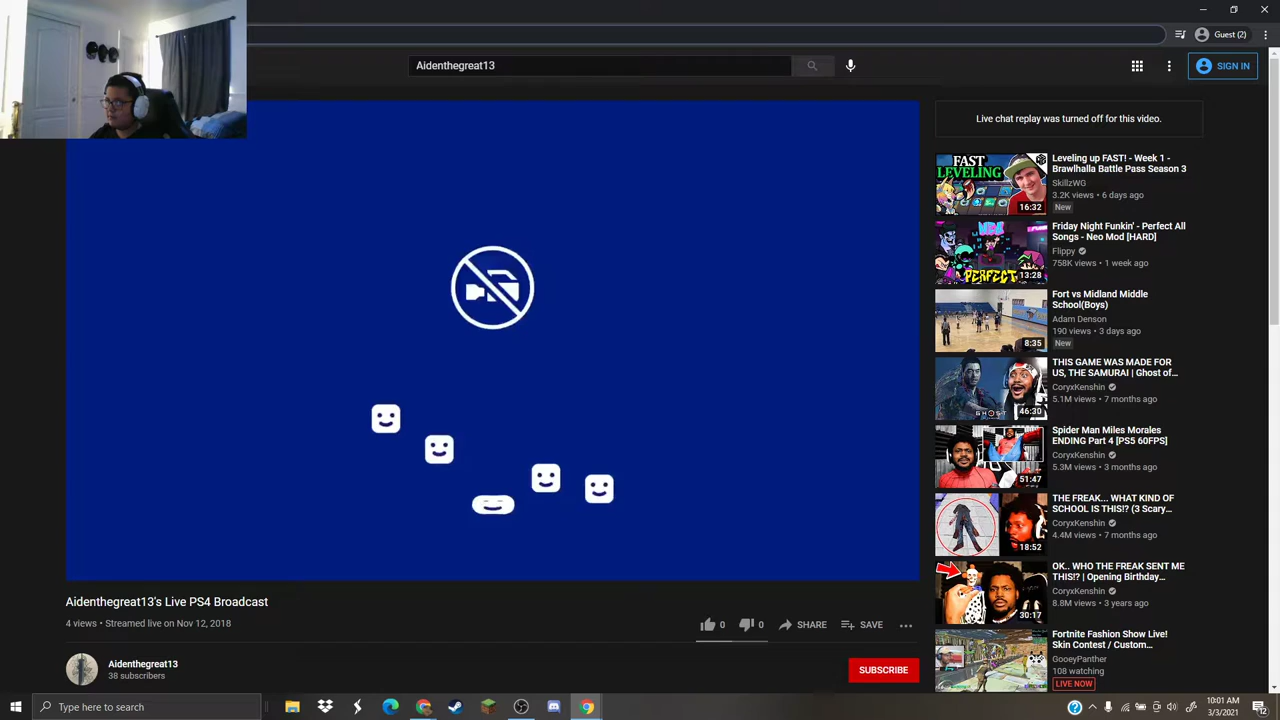 Guest (2)
Aidenthegreat13
SIGN IN
Live chat replay was turned off for this video.
FAST
LEVELING
16:32
Leveling up FAST! - Week 1 -
Brawlhalla Battle Pass Season 3
SkillzWG
3.2K views • 6 days ago
New
PERFECT
13:28
Friday Night Funkin' - Perfect All
Songs - Neo Mod [HARD]
Flippy
758K views • 1 week ago
8:35
Fort vs Midland Middle
School(Boys)
Adam Denson
190 views • 3 days ago
New
GHOST
46:30
THIS GAME WAS MADE FOR
US, THE SAMURAI | Ghost of...
CoryxKenshin
5.1M views • 7 months ago
51:47
Spider Man Miles Morales
ENDING Part 4 [PS5 60FPS]
CoryxKenshin
5.3M views • 3 months ago
18:52
THE FREAK... WHAT KIND OF
SCHOOL IS THIS!? (3 Scary...
CoryxKenshin
4.4M views • 7 months ago
30:17
OK.. WHO THE FREAK SENT ME
THIS!? | Opening Birthday...
CoryxKenshin
8.8M views • 3 years ago
Fortnite Fashion Show Live!
Skin Contest / Custom...
GooeyPanther
108 watching
LIVE NOW
Aidenthegreat13's Live PS4 Broadcast
4 views • Streamed live on Nov 12, 2018
0
0
SHARE
SAVE
Aidenthegreat13
38 subscribers
SUBSCRIBE
Type here to search
10:01 AM
3/3/2021
12